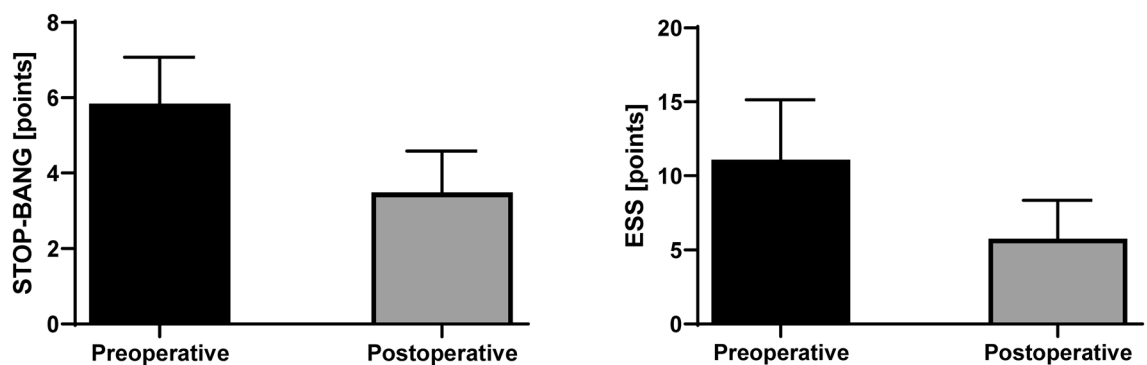 STOP-BANG [points]
8
6
4
2
0
Preoperative
Postoperative
ESS [points]
20
15
10
5
0
Preoperative
Postoperative